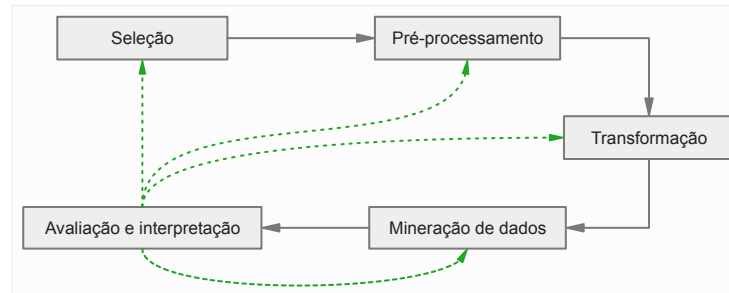 Seleção
Pré-processamento
Transformação
Avaliação e interpretação
Mineração de dados